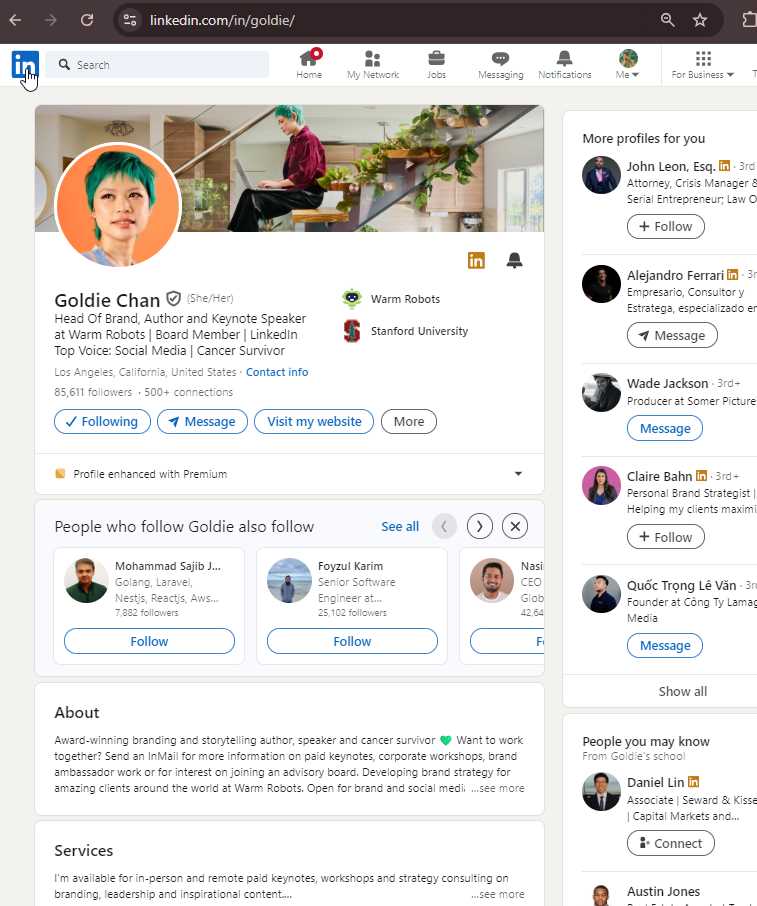 linkedin.com/in/goldie/
in
Search
Home
My Network
Jobs
Messaging
Notifications
Me
For Business
Goldie Chan (She/Her)
Head Of Brand, Author and Keynote Speaker
at Warm Robots | Board Member | LinkedIn
Top Voice: Social Media | Cancer Survivor
Los Angeles, California, United States · Contact info
85,611 followers · 500+ connections
Warm Robots
Stanford University
Following
Message
Visit my website
More
Profile enhanced with Premium
People who follow Goldie also follow
See all
Mohammad Sajib J...
Golang, Laravel,
Nestjs, Reactjs, Aws...
7,882 followers
Follow
Foyzul Karim
Senior Software
Engineer at...
25,102 followers
Follow
Nasi
CEO
Glob
42,64
F
About
Award-winning branding and storytelling author, speaker and cancer survivor 💚 Want to work
together? Send an InMail for more information on paid keynotes, corporate workshops, brand
ambassador work or for interest on joining an advisory board. Developing brand strategy for
amazing clients around the world at Warm Robots. Open for brand and social medi ...see more
Services
I'm available for in-person and remote paid keynotes, workshops and strategy consulting on
branding, leadership and inspirational content.... ...see more
More profiles for you
John Leon, Esq. in · 3rd
Attorney, Crisis Manager &
Serial Entrepreneur; Law O
+ Follow
Alejandro Ferrari in · 3r
Empresario, Consultor y
Estratega, especializado en
Message
Wade Jackson · 3rd+
Producer at Somer Picture
Message
Claire Bahn in · 3rd+
Personal Brand Strategist |
Helping my clients maximi
+ Follow
Quốc Trọng Lê Văn · 3r
Founder at Công Ty Lamag
Media
Message
Show all
People you may know
From Goldie's school
Daniel Lin in
Associate | Seward & Kisse
| Capital Markets and...
Connect
Austin Jones